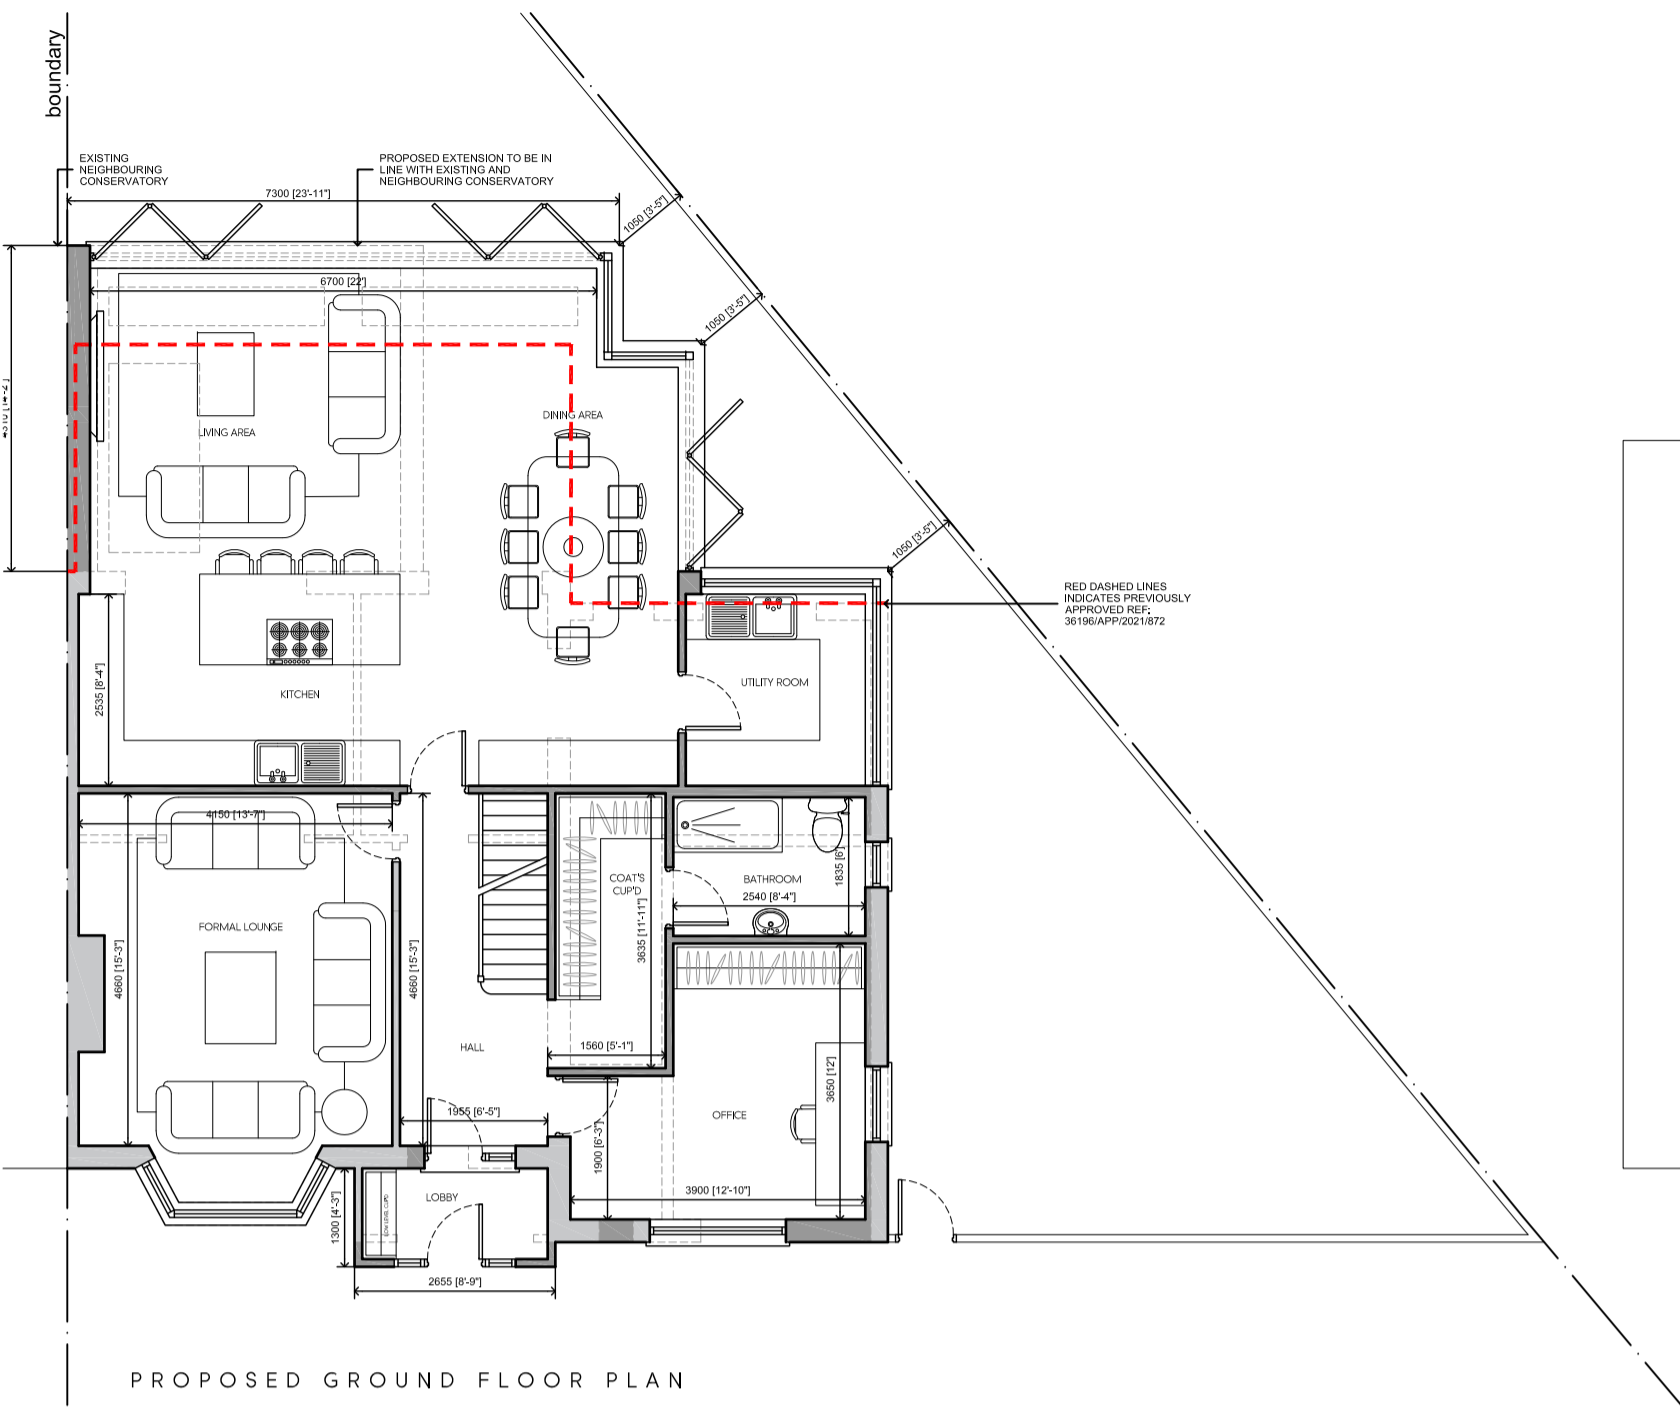 boundary
EXISTING
NEIGHBOURING
CONSERVATORY
PROPOSED EXTENSION TO BE IN
LINE WITH EXISTING AND
NEIGHBOURING CONSERVATORY
7300 [23'-11"]
1050 [3'-5"]
6700 [22']
1050 [3'-5"]
LIVING AREA
DINING AREA
1050 [3'-5"]
RED DASHED LINES
INDICATES PREVIOUSLY
APPROVED REF:
36196/APP/2021/872
2535 [8'-4"]
KITCHEN
UTILITY ROOM
4150 [13'-7"]
COAT'S
CUP'D
BATHROOM
2540 [8'-4"]
1835 [6']
FORMAL LOUNGE
4660 [15'-3"]
4660 [15'-3"]
3635 [11'-11"]
HALL
1560 [5'-1"]
1955 [6'-5"]
OFFICE
3650 [12']
1900 [6'-3"]
3900 [12'-10"]
LOBBY
LOW LEVEL CUP'D
1300 [4'-3"]
2655 [8'-9"]
PROPOSED GROUND FLOOR PLAN